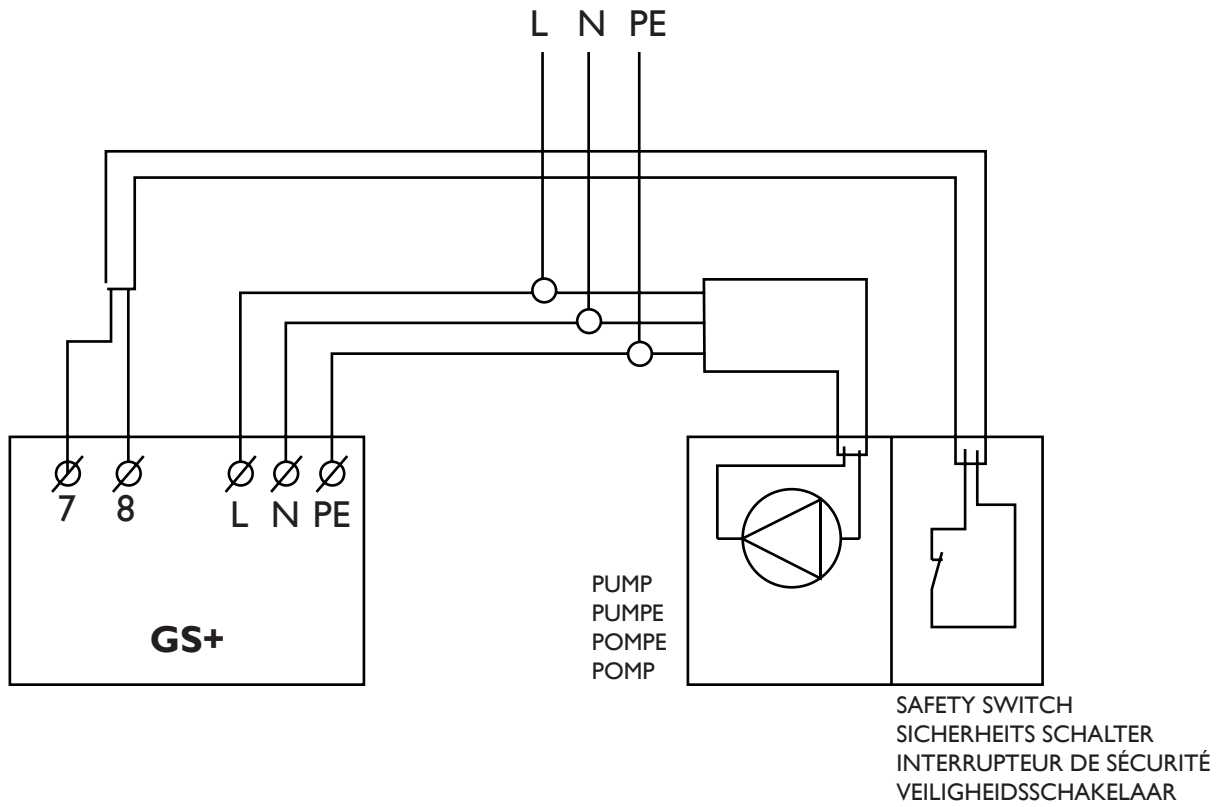 L N PE
7 8 L N PE
GS+
PUMP
PUMPE
POMPE
POMP
SAFETY SWITCH
SICHERHEITS SCHALTER
INTERRUPTEUR DE SÉCURITÉ
VEILIGHEIDSSCHAKELAAR